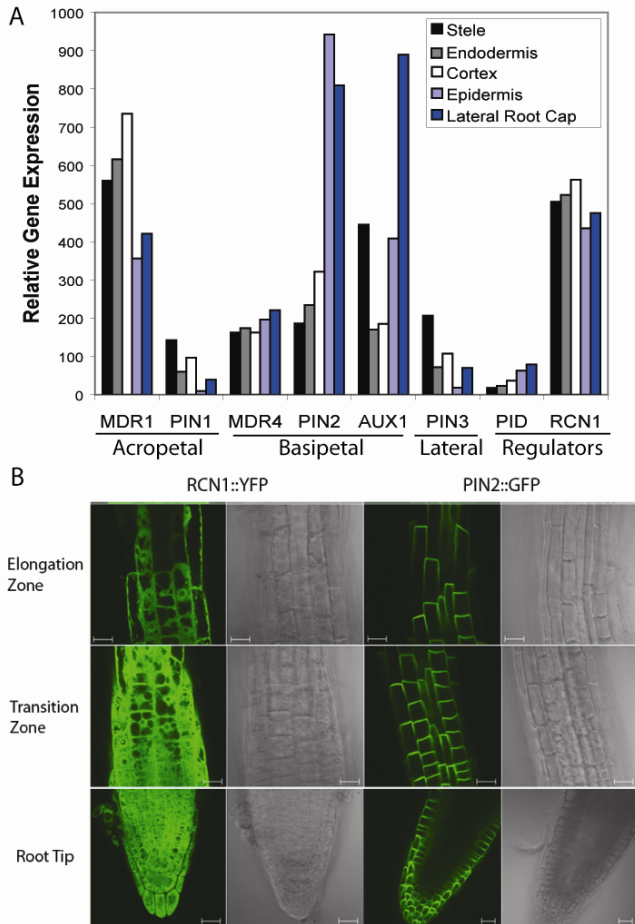 A
Relative Gene Expression
1000
900
800
700
600
500
400
300
200
100
0
Stele
Endodermis
Cortex
Epidermis
Lateral Root Cap
MDR1 PIN1 MDR4 PIN2 AUX1 PIN3 PID RCN1
Acropetal Basipetal Lateral Regulators
B
RCN1::YFP PIN2::GFP
Elongation
Zone
Transition
Zone
Root Tip